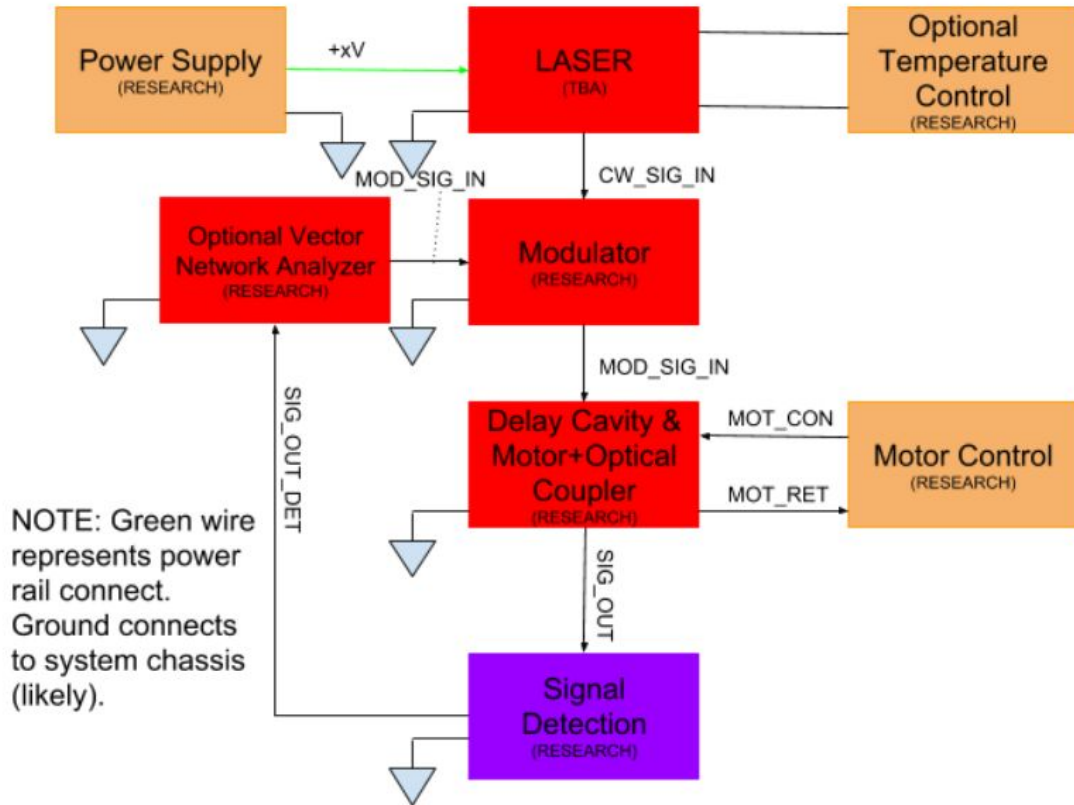 Power Supply
(RESEARCH)
+xV
LASER
(TBA)
Optional
Temperature
Control
(RESEARCH)
MOD_SIG_IN
CW_SIG_IN
Optional Vector
Network Analyzer
(RESEARCH)
Modulator
(RESEARCH)
MOD_SIG_IN
SIG_OUT_DET
Delay Cavity &
Motor+Optical
Coupler
(RESEARCH)
MOT_CON
MOT_RET
Motor Control
(RESEARCH)
NOTE: Green wire
represents power
rail connect.
Ground connects
to system chassis
(likely).
SIG_OUT
Signal
Detection
(RESEARCH)